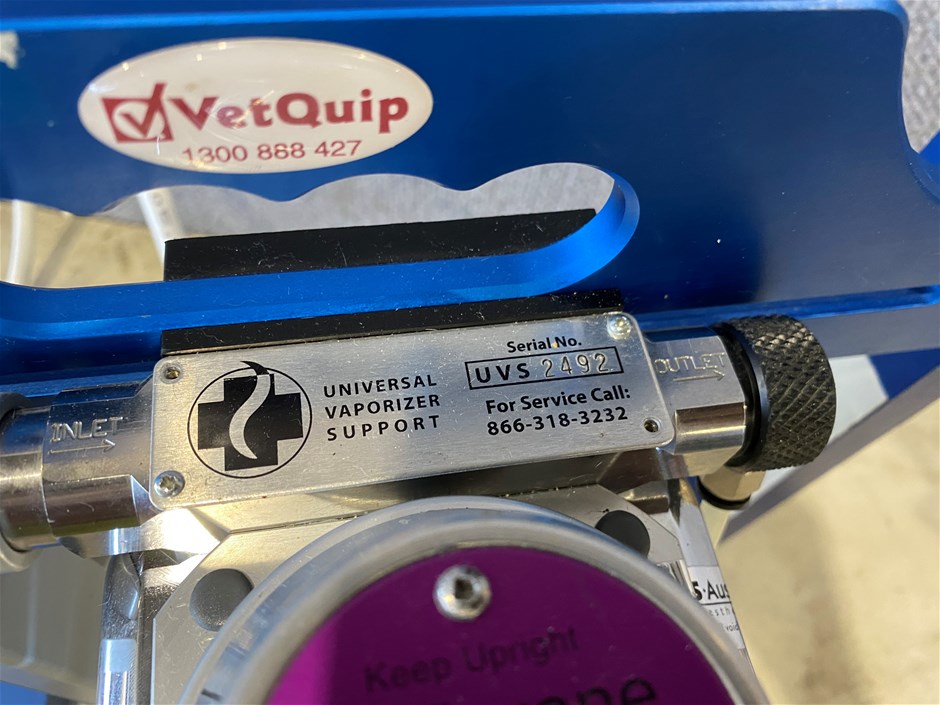 VetQuip
1300 888 427
Serial No.
UVS 2492
UNIVERSAL
VAPORIZER
SUPPORT
For Service Call:
866-318-3232
INLET
OUTLET
Keep Upright